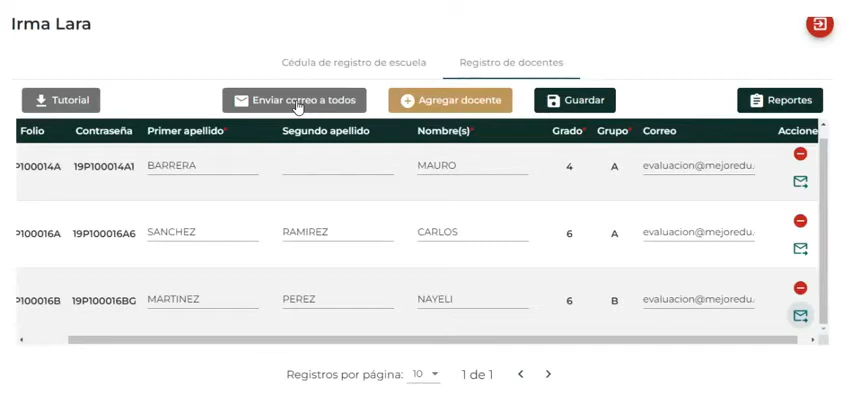 Irma Lara
Cédula de registro de escuela Registro de docentes
Tutorial Enviar correo a todos Agregar docente Guardar Reportes
Folio Contraseña Primer apellido* Segundo apellido Nombre(s)* Grado* Grupo* Correo Accione
P100014A 19P100014A1 BARRERA MAURO 4 A evaluacion@mejoredu.
P100016A 19P100016A6 SANCHEZ RAMIREZ CARLOS 6 A evaluacion@mejoredu.
P100016B 19P100016BG MARTINEZ PEREZ NAYELI 6 B evaluacion@mejoredu.
Registros por página: 10 1 de 1